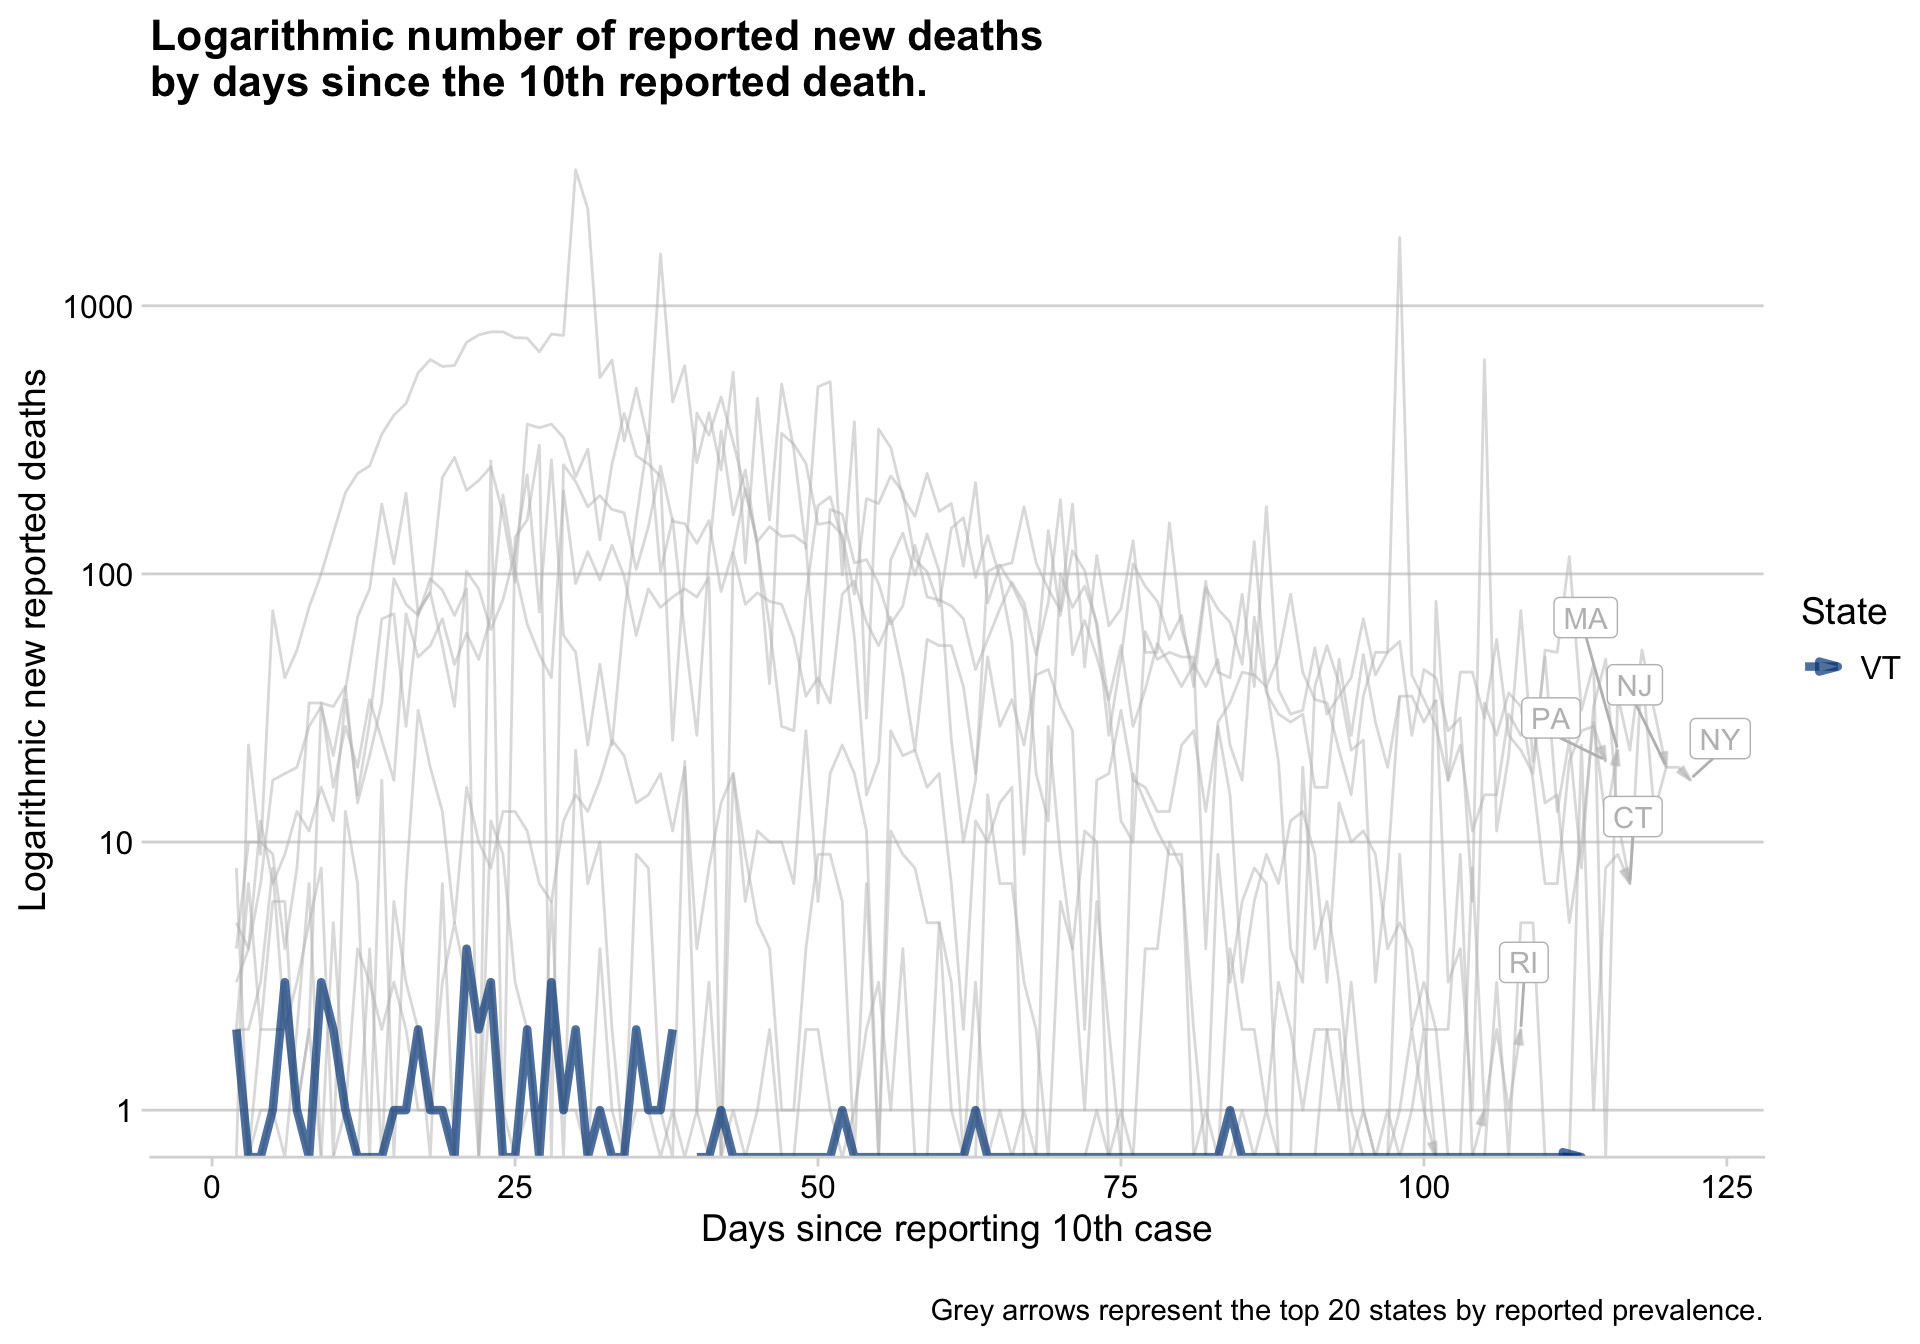 Logarithmic number of reported new deaths
by days since the 10th reported death.
Logarithmic new reported deaths
1000
100
10
1
MA
NJ
PA
NY
CT
RI
State
VT
0 25 50 75 100 125
Days since reporting 10th case
Grey arrows represent the top 20 states by reported prevalence.